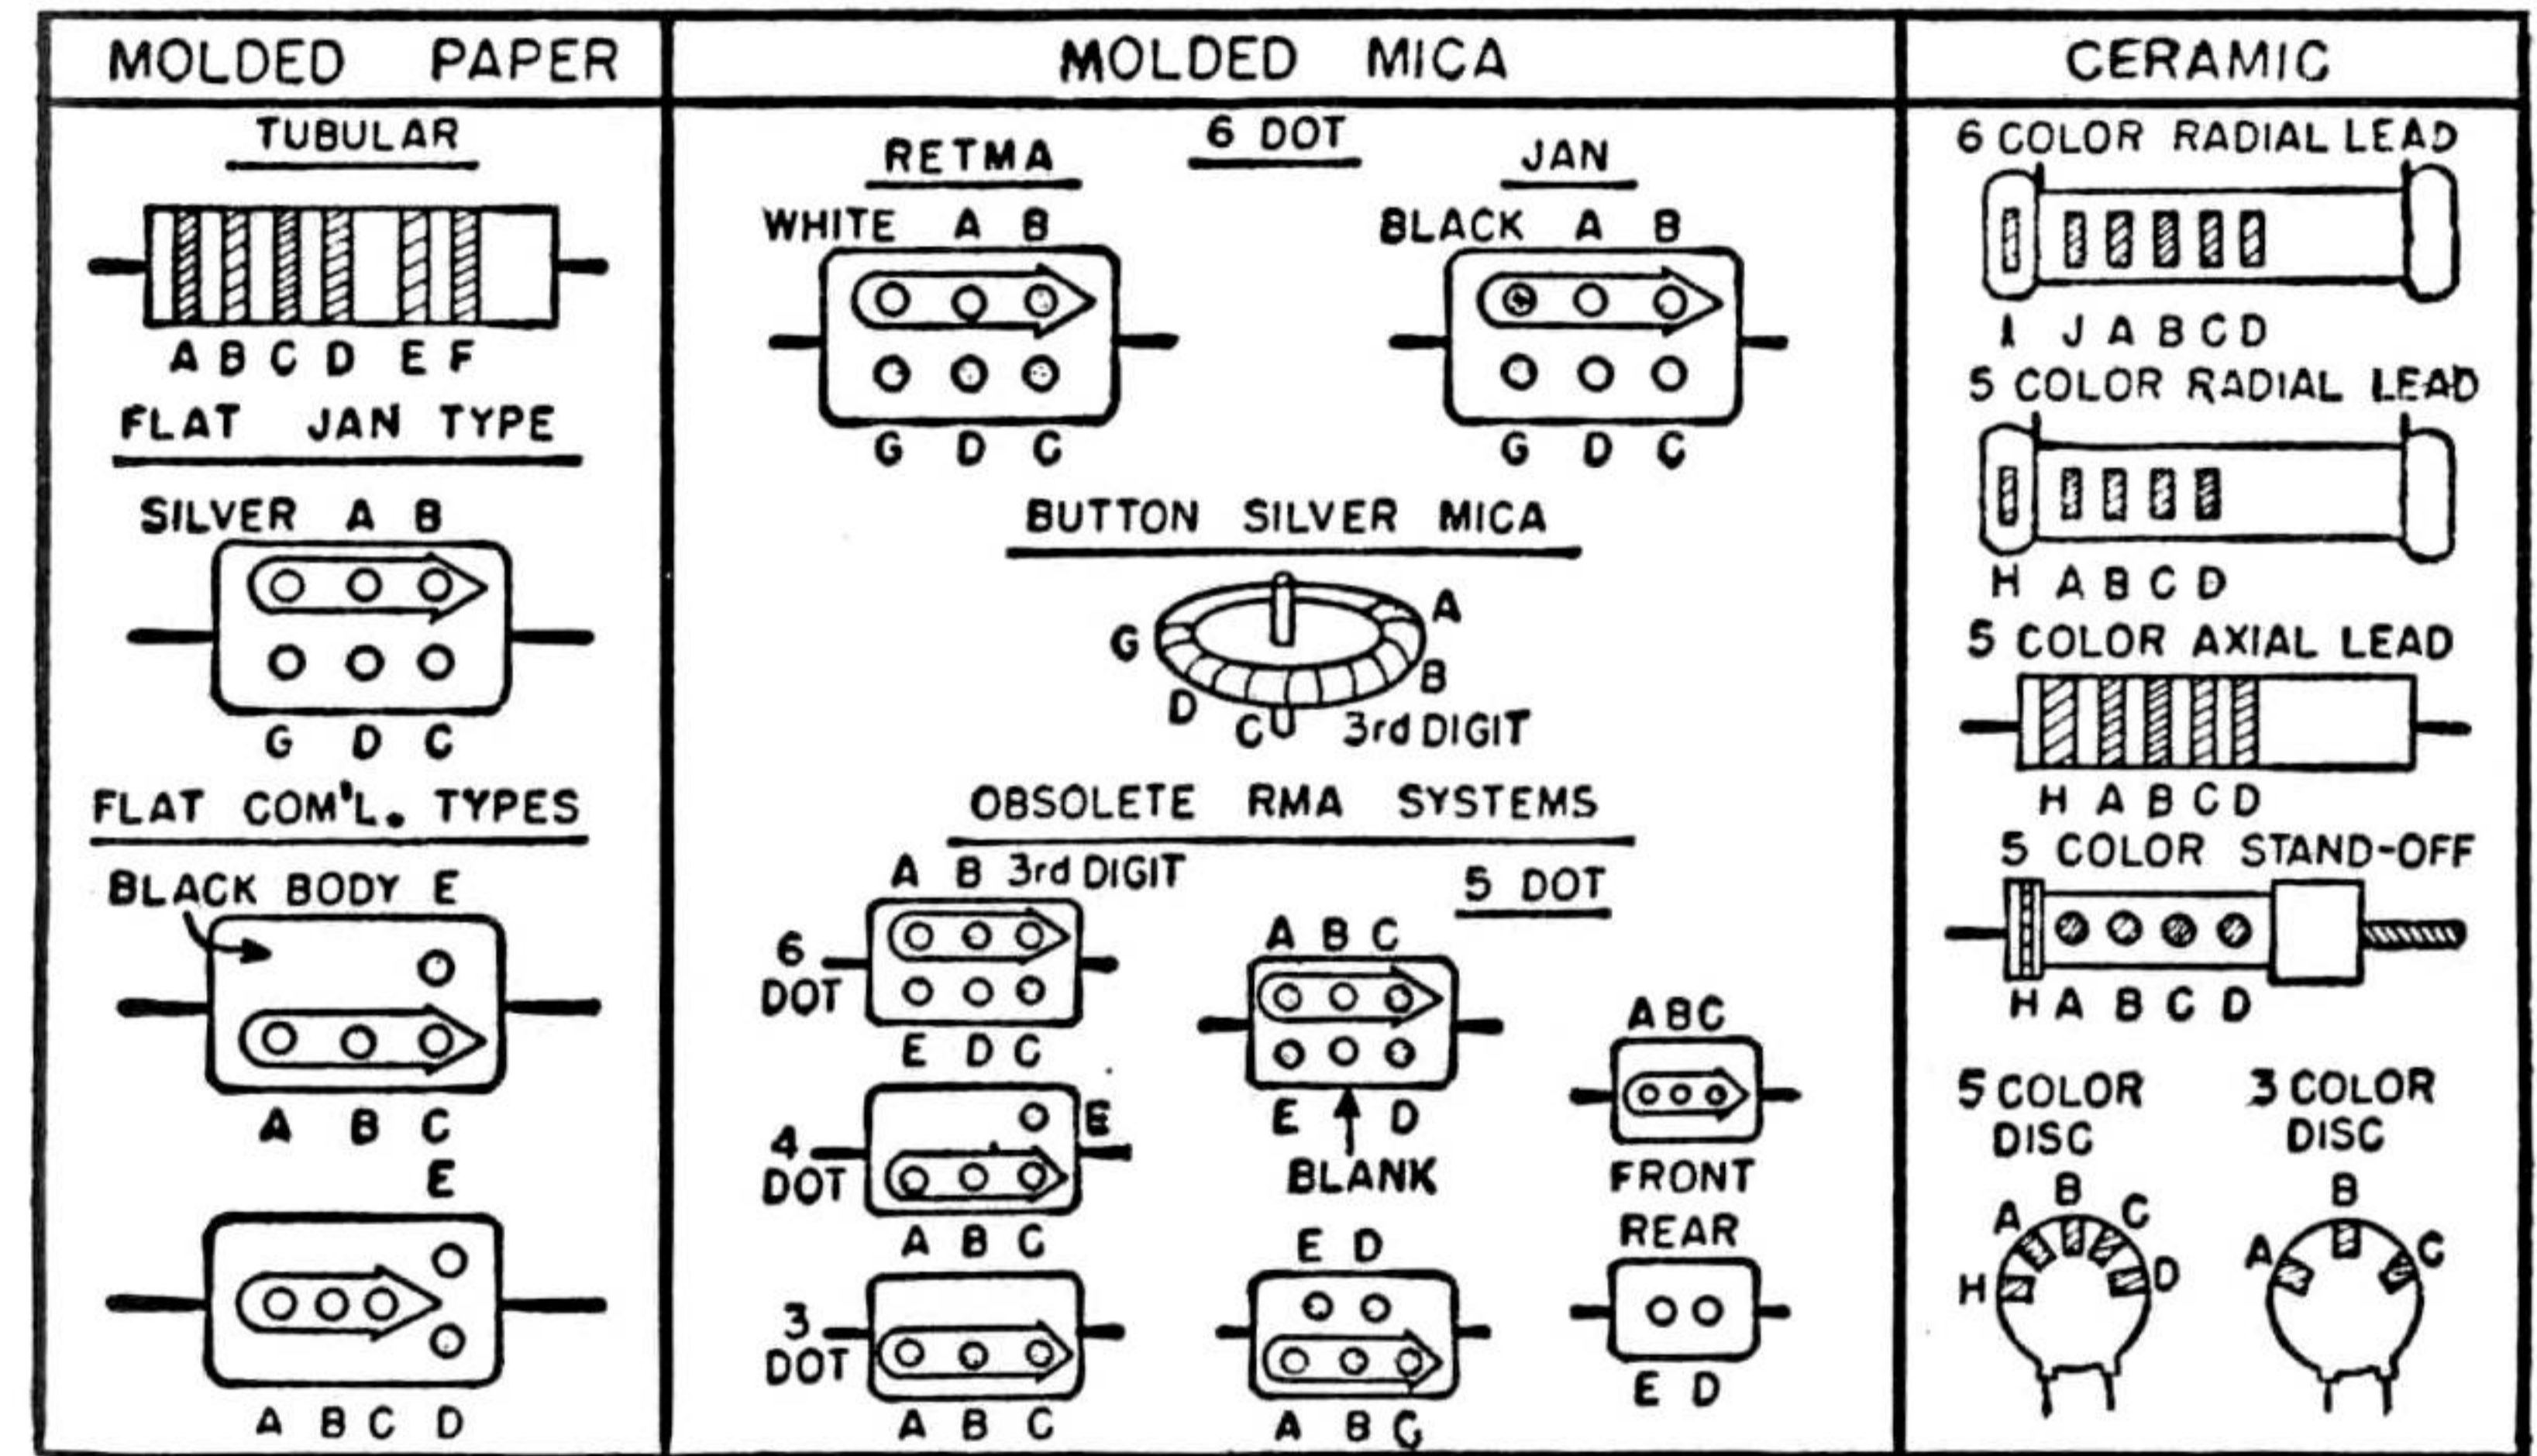 MOLDED PAPER
TUBULAR
A B C D E F
FLAT JAN TYPE
SILVER A B
G D C
FLAT COM'L. TYPES
BLACK BODY E
A B C
E
A B C D
MOLDED MICA
6 DOT
RETMA
WHITE A B
G D C
JAN
BLACK A B
G D C
BUTTON SILVER MICA
A
G
B
D
C 3rd DIGIT
OBSOLETE RMA SYSTEMS
A B 3rd DIGIT
6
DOT
E D C
4
DOT
E
A B C
3
DOT
A B C
5 DOT
A B C
E D
BLANK
E D
A B C
ABC
FRONT
REAR
E D
CERAMIC
6 COLOR RADIAL LEAD
I J A B C D
5 COLOR RADIAL LEAD
H A B C D
5 COLOR AXIAL LEAD
H A B C D
5 COLOR STAND-OFF
H A B C D
5 COLOR
DISC
B
A C
H D
3 COLOR
DISC
B
A C